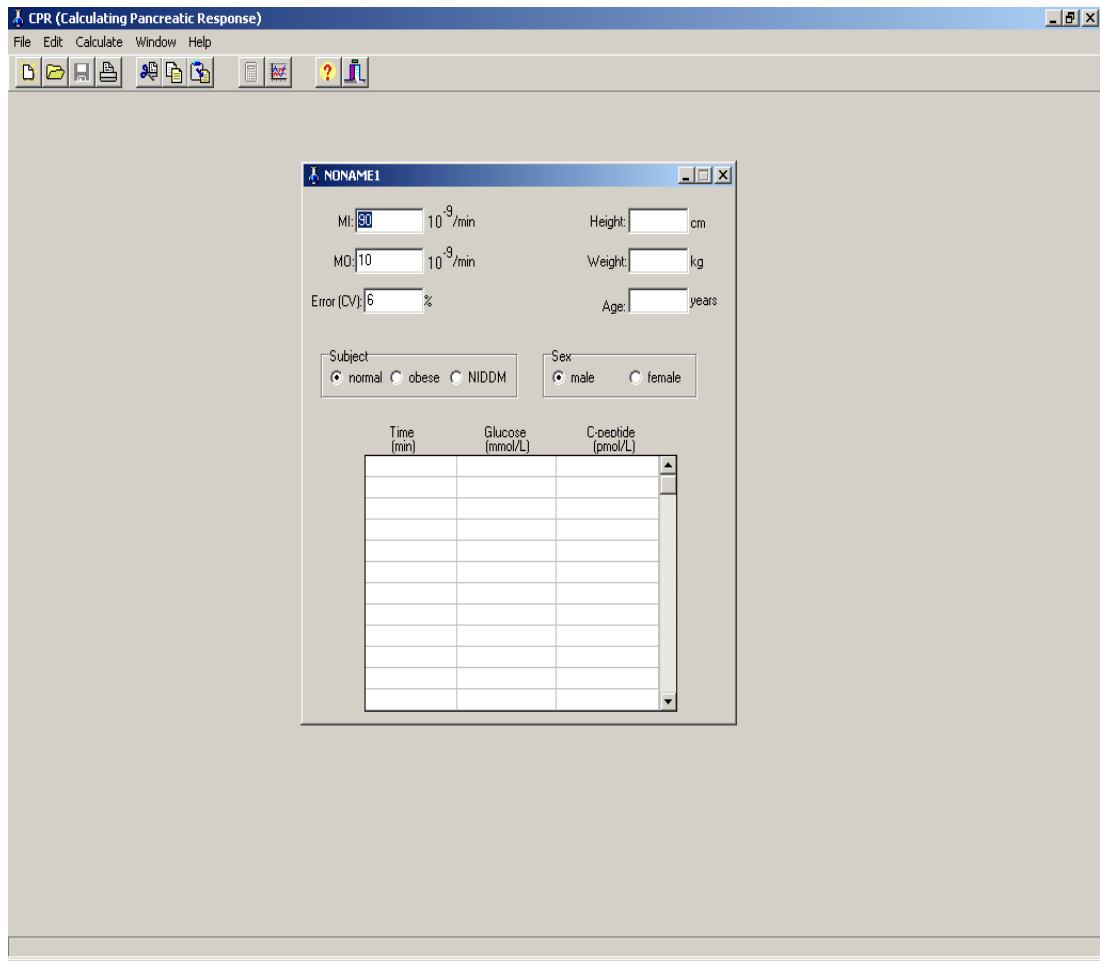 CPR (Calculating Pancreatic Response)
File Edit Calculate Window Help
NONAME1
MI: 90 10^-9/min Height: cm
M0: 10 10^-9/min Weight: kg
Error (CV): 6 % Age: years
Subject Sex
normal obese NIDDM male female
Time Glucose C-peptide
(min) (mmol/L) (pmol/L)